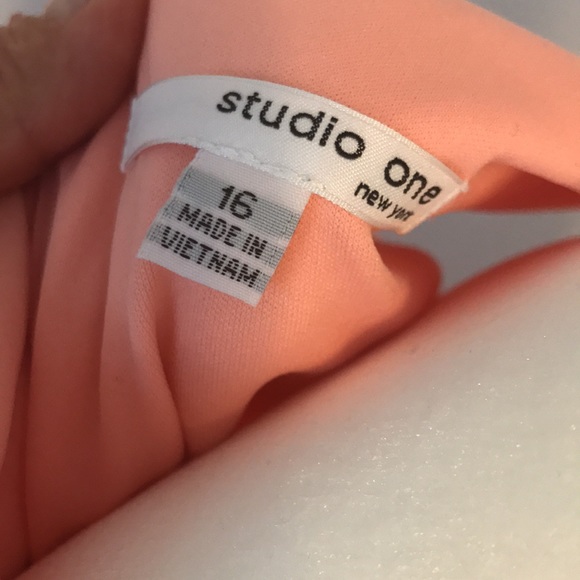 studio one
new york
16
MADE IN
VIETNAM